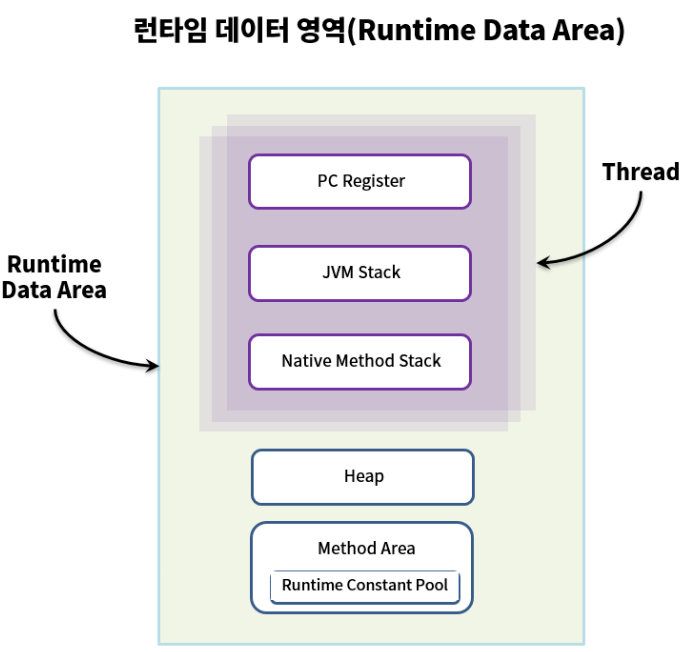 런타임 데이터 영역(Runtime Data Area)
PC Register
Thread
JVM Stack
Runtime
Data Area
Native Method Stack
Heap
Method Area
Runtime Constant Pool